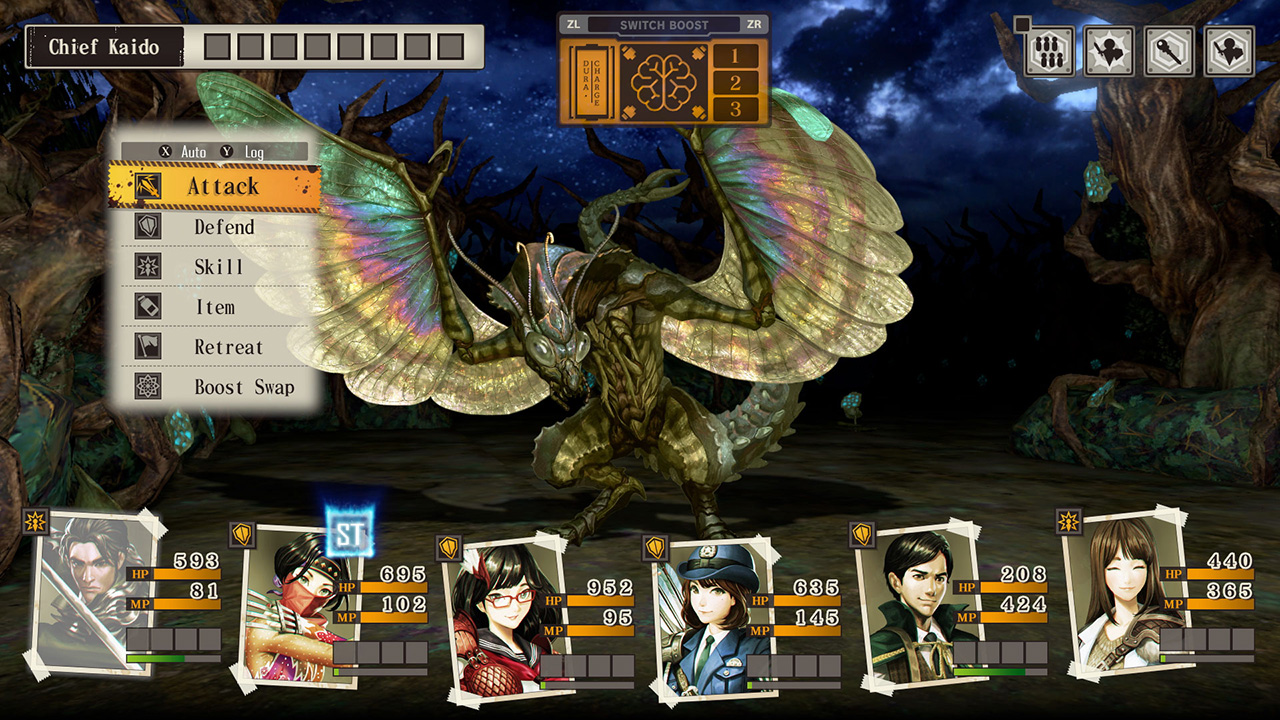 Chief Kaido
ZL SWITCH BOOST ZR
DURA. CHARGE
1
2
3
X Auto Y Log
Attack
Defend
Skill
Item
Retreat
Boost Swap
ST
HP 593
MP 81
HP 695
MP 102
HP 952
MP 95
HP 635
MP 145
HP 208
MP 424
HP 440
MP 365